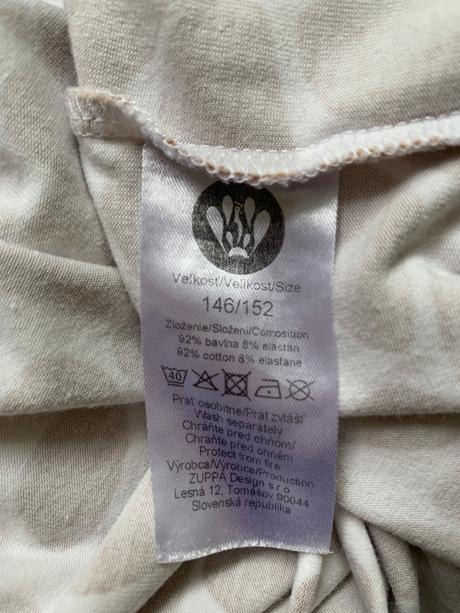 Veľkosť/Velikost/Size
146/152
Zloženie/Složení/Comosition
92% bavlna 8% elastan
92% cotton 8% elastane
40
Prať osobitne/Prát zvlášť
Wash separately
Chráňte pred ohňom/
Chraňte před ohněm
Protect from fire
Výrobca/Výrobce/Production
ZUPPA Design s.r.o
Lesná 12, Tomášov 90044
Slovenská republika